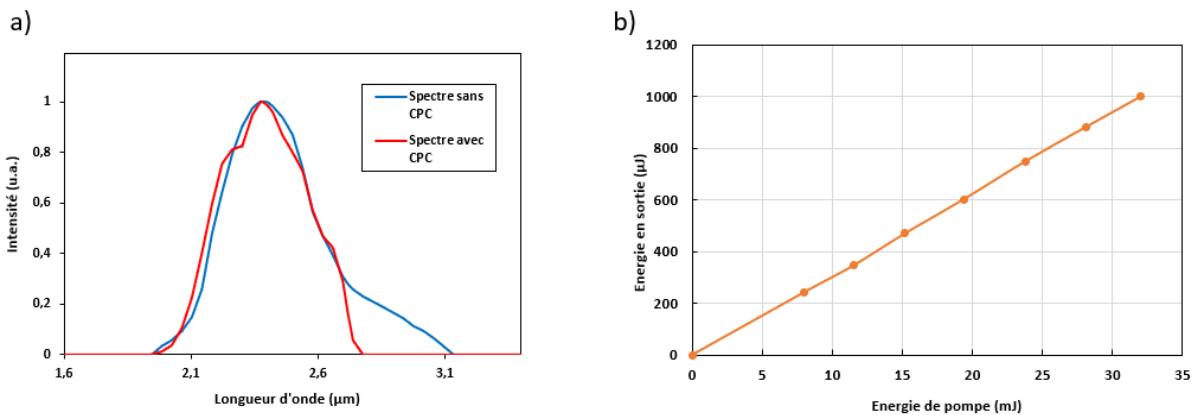 a)
Intensité (u.a.)
1
0,8
0,6
0,4
0,2
0
1,6
2,1
2,6
3,1
Longueur d'onde (µm)
Spectre sans
CPC
Spectre avec
CPC
b)
Energie en sortie (µJ)
1200
1000
800
600
400
200
0
0
5
10
15
20
25
30
35
Energie de pompe (mJ)